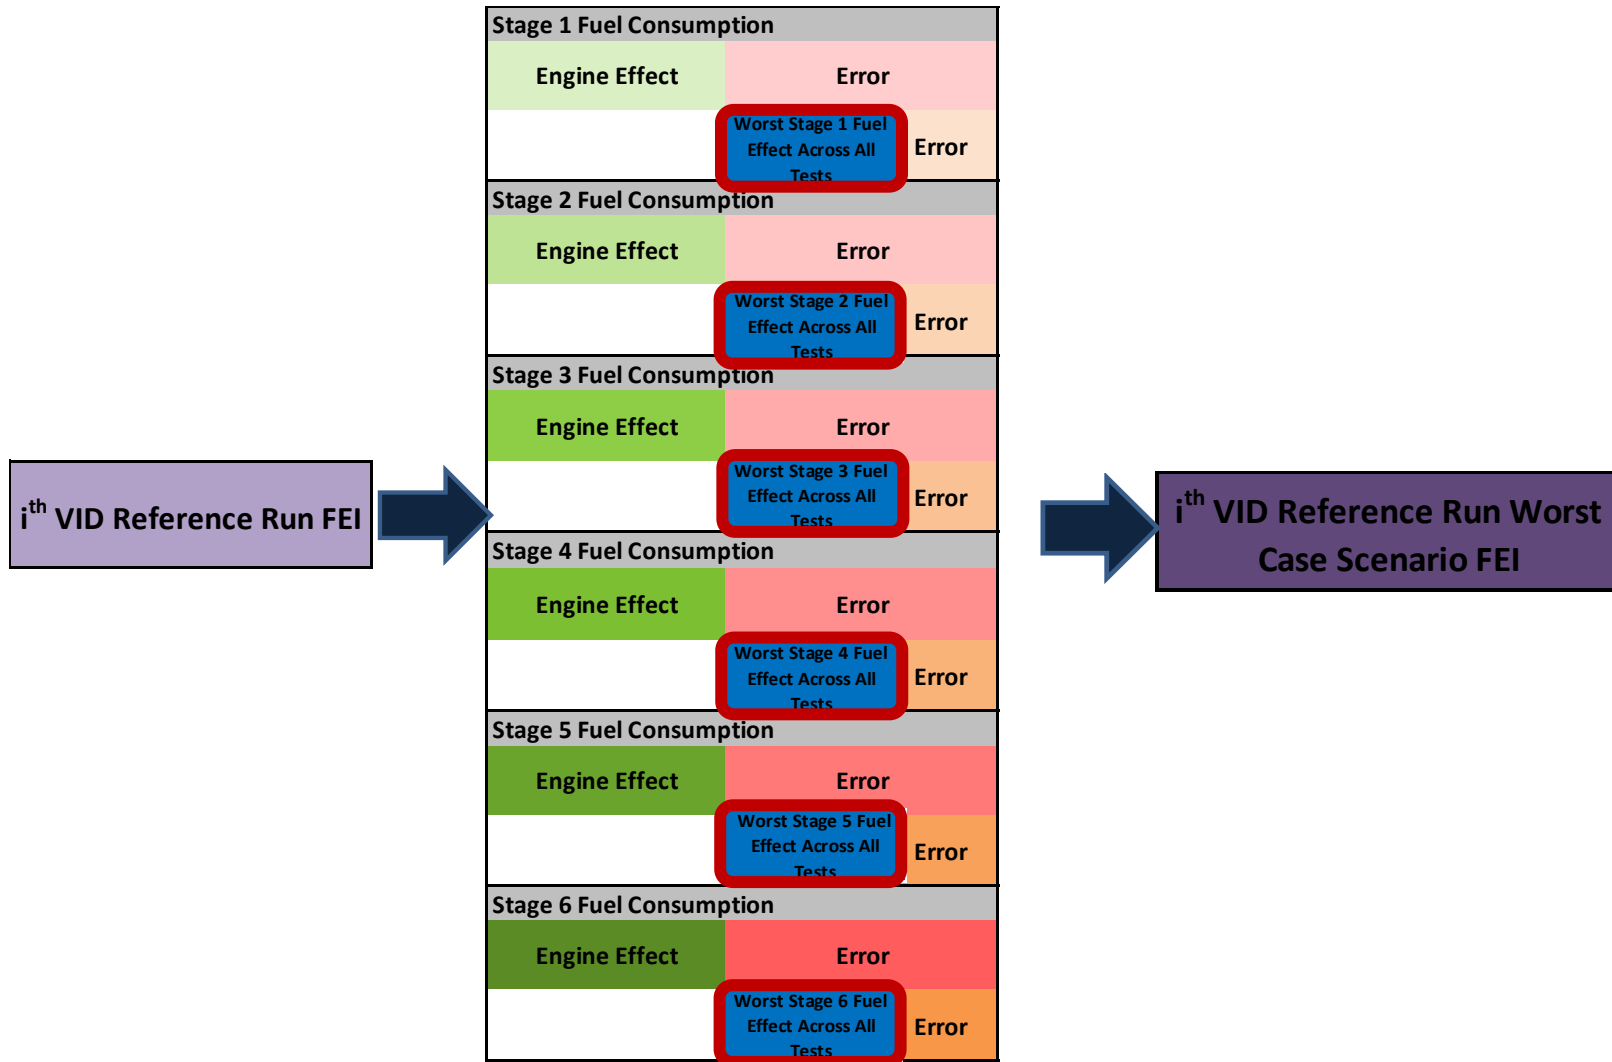 Stage 1 Fuel Consumption
Engine Effect Error
Worst Stage 1 Fuel
Effect Across All
Tests
Error
Stage 2 Fuel Consumption
Engine Effect Error
Worst Stage 2 Fuel
Effect Across All
Tests
Error
Stage 3 Fuel Consumption
Engine Effect Error
Worst Stage 3 Fuel
Effect Across All
Tests
Error
ith VID Reference Run FEI
ith VID Reference Run Worst
Case Scenario FEI
Stage 4 Fuel Consumption
Engine Effect Error
Worst Stage 4 Fuel
Effect Across All
Tests
Error
Stage 5 Fuel Consumption
Engine Effect Error
Worst Stage 5 Fuel
Effect Across All
Tests
Error
Stage 6 Fuel Consumption
Engine Effect Error
Worst Stage 6 Fuel
Effect Across All
Tests
Error